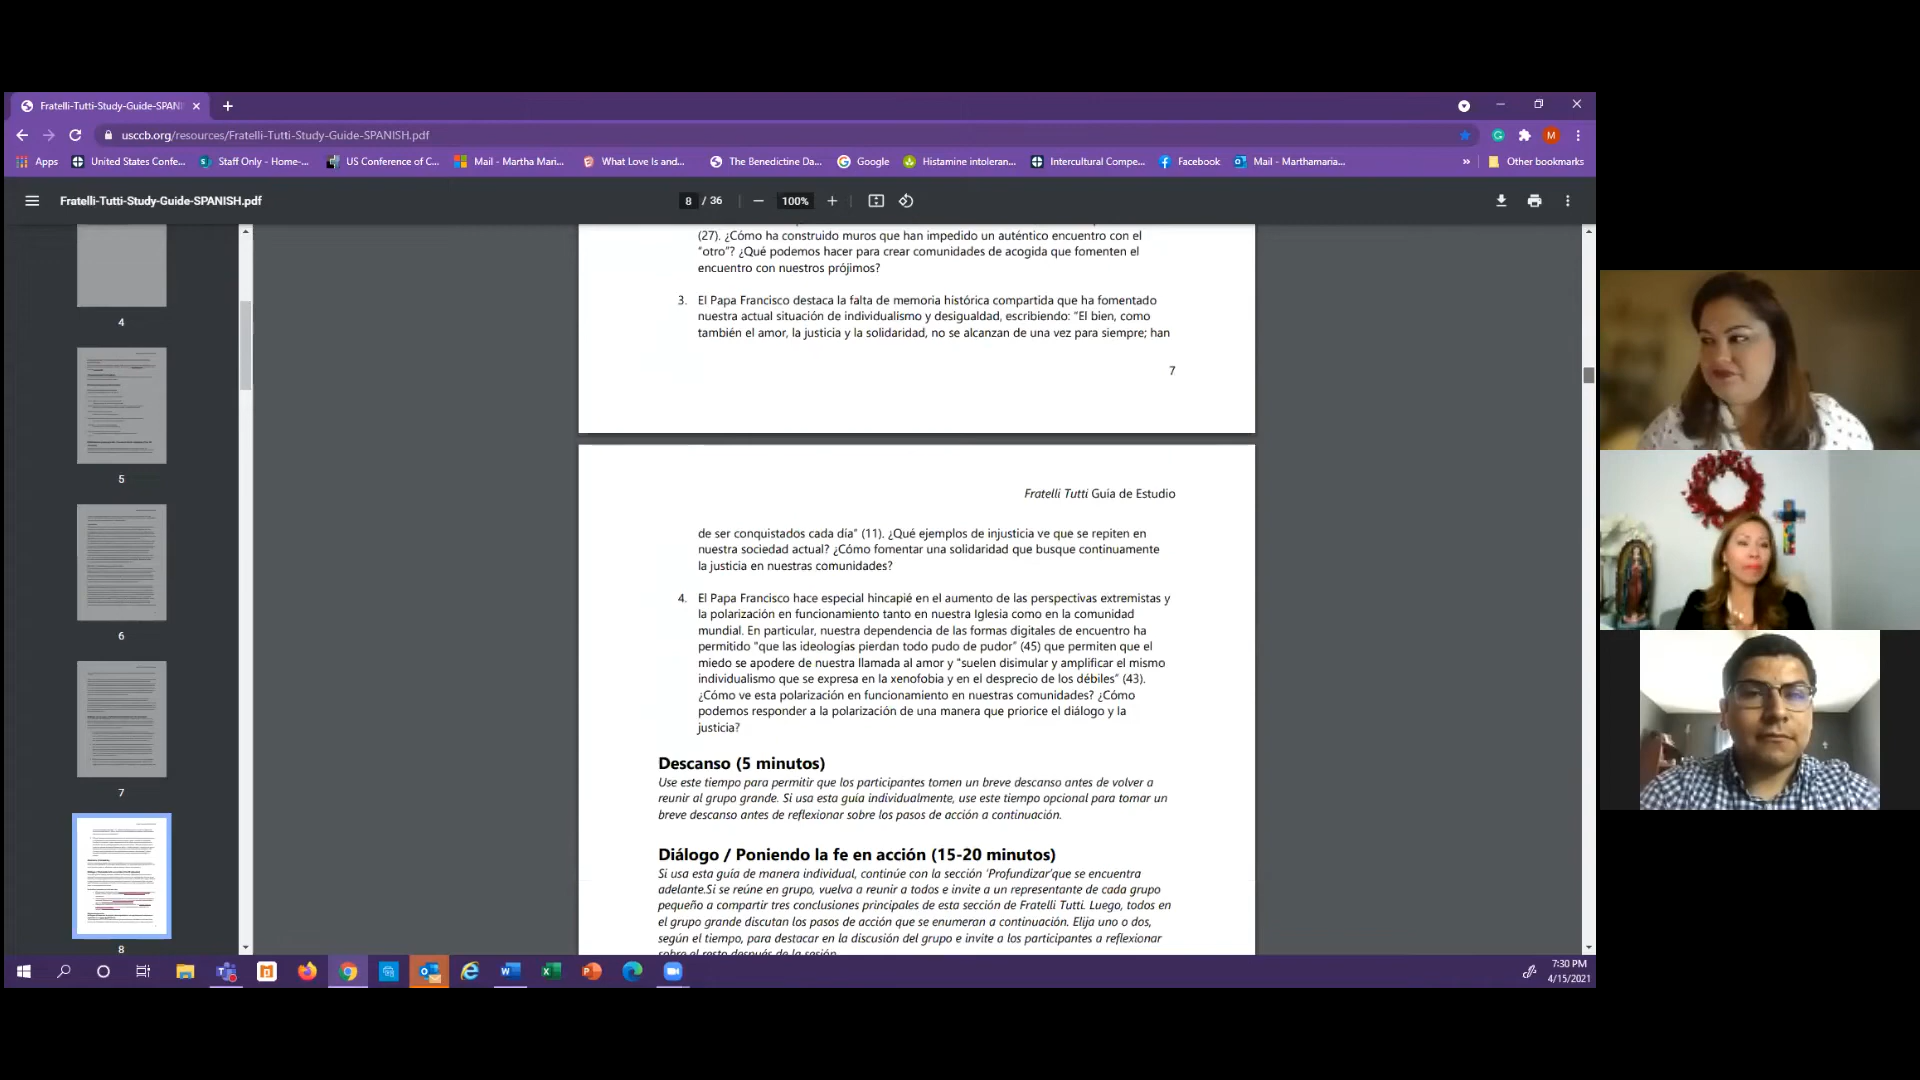 Fratelli-Tutti-Study-Guide-SPANI
usccb.org/resources/Fratelli-Tutti-Study-Guide-SPANISH.pdf
M
Apps
United States Confe...
Staff Only - Home-...
US Conference of C...
Mail - Martha Mari...
What Love Is and...
The Benedictine Da...
Google
Histamine intoleran...
Intercultural Compe...
Facebook
Mail - Marthamaria...
»
Other bookmarks
Fratelli-Tutti-Study-Guide-SPANISH.pdf
8 / 36
100%
(27). ¿Cómo ha construido muros que han impedido un auténtico encuentro con el
“otro”? ¿Qué podemos hacer para crear comunidades de acogida que fomenten el
encuentro con nuestros prójimos?
3. El Papa Francisco destaca la falta de memoria histórica compartida que ha fomentado
nuestra actual situación de individualismo y desigualdad, escribiendo: “El bien, como
también el amor, la justicia y la solidaridad, no se alcanzan de una vez para siempre; han
7
Fratelli Tutti Guía de Estudio
de ser conquistados cada día” (11). ¿Qué ejemplos de injusticia ve que se repiten en
nuestra sociedad actual? ¿Cómo fomentar una solidaridad que busque continuamente
la justicia en nuestras comunidades?
4. El Papa Francisco hace especial hincapié en el aumento de las perspectivas extremistas y
la polarización en funcionamiento tanto en nuestra Iglesia como en la comunidad
mundial. En particular, nuestra dependencia de las formas digitales de encuentro ha
permitido “que las ideologías pierdan todo pudo de pudor” (45) que permiten que el
miedo se apodere de nuestra llamada al amor y “suelen disimular y amplificar el mismo
individualismo que se expresa en la xenofobia y en el desprecio de los débiles” (43).
¿Cómo ve esta polarización en funcionamiento en nuestras comunidades? ¿Cómo
podemos responder a la polarización de una manera que priorice el diálogo y la
justicia?
Descanso (5 minutos)
Use este tiempo para permitir que los participantes tomen un breve descanso antes de volver a
reunir al grupo grande. Si usa esta guía individualmente, use este tiempo opcional para tomar un
breve descanso antes de reflexionar sobre los pasos de acción a continuación.
Diálogo / Poniendo la fe en acción (15-20 minutos)
Si usa esta guía de manera individual, continúe con la sección ‘Profundizar’que se encuentra
adelante.Si se reúne en grupo, vuelva a reunir a todos e invite a un representante de cada grupo
pequeño a compartir tres conclusiones principales de esta sección de Fratelli Tutti. Luego, todos en
el grupo grande discutan los pasos de acción que se enumeran a continuación. Elija uno o dos,
según el tiempo, para destacar en la discusión del grupo e invite a los participantes a reflexionar
sobre el resto después de la sesión.
4
5
6
7
8
7:30 PM
4/15/2021